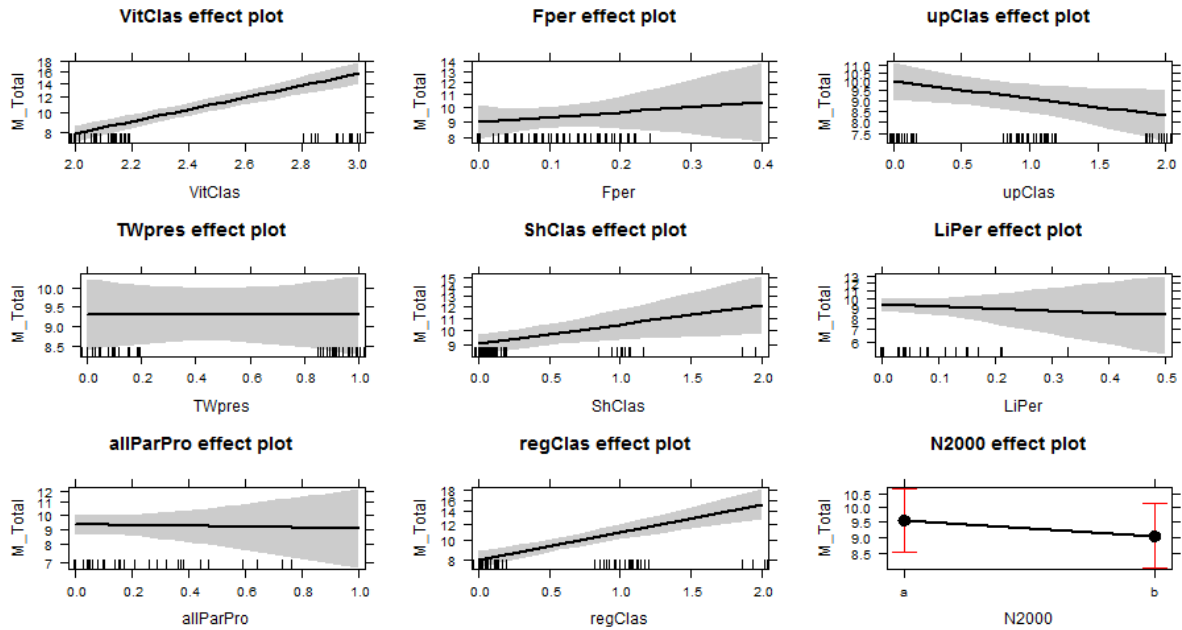 VitClas effect plot
M_Total
18
16
14
12
10
8
2.0 2.2 2.4 2.6 2.8 3.0
VitClas
Fper effect plot
M_Total
14
13
12
11
10
9
8
0.0 0.1 0.2 0.3 0.4
Fper
upClas effect plot
M_Total
11.0
10.5
10.0
9.5
9.0
8.5
8.0
7.5
0.0 0.5 1.0 1.5 2.0
upClas
TWpres effect plot
M_Total
10.0
9.5
9.0
8.5
0.0 0.2 0.4 0.6 0.8 1.0
TWpres
ShClas effect plot
M_Total
15
14
13
12
11
10
9
0.0 0.5 1.0 1.5 2.0
ShClas
LiPer effect plot
M_Total
13
12
11
10
9
8
6
0.0 0.1 0.2 0.3 0.4 0.5
LiPer
allParPro effect plot
M_Total
12
11
10
9
7
0.0 0.2 0.4 0.6 0.8 1.0
allParPro
regClas effect plot
M_Total
18
16
14
12
10
8
0.0 0.5 1.0 1.5 2.0
regClas
N2000 effect plot
M_Total
10.5
10.0
9.5
9.0
8.5
a b
N2000